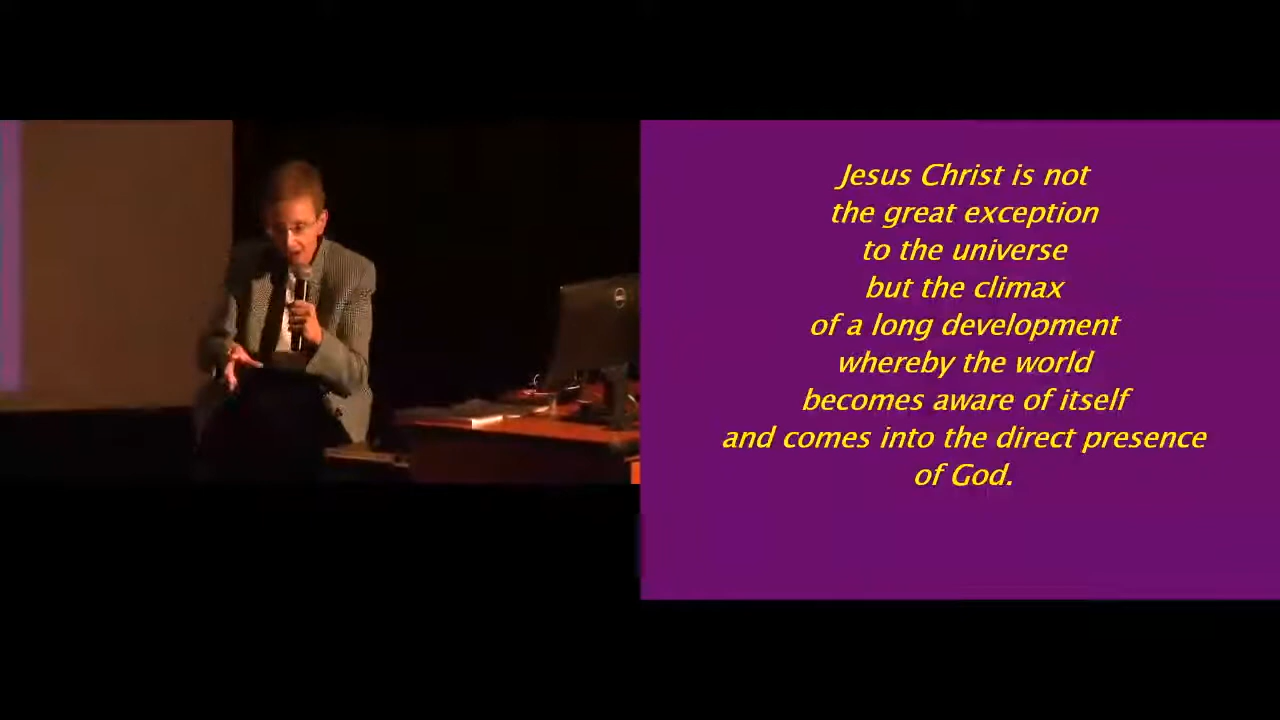 Jesus Christ is not
the great exception
to the universe
but the climax
of a long development
whereby the world
becomes aware of itself
and comes into the direct presence
of God.